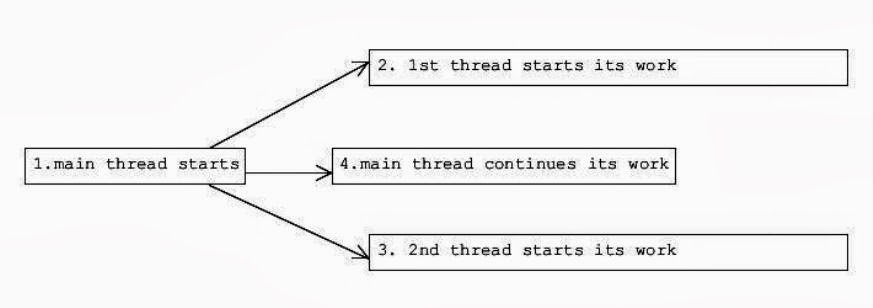 2. 1st thread starts its work
1.main thread starts
4.main thread continues its work
3. 2nd thread starts its work